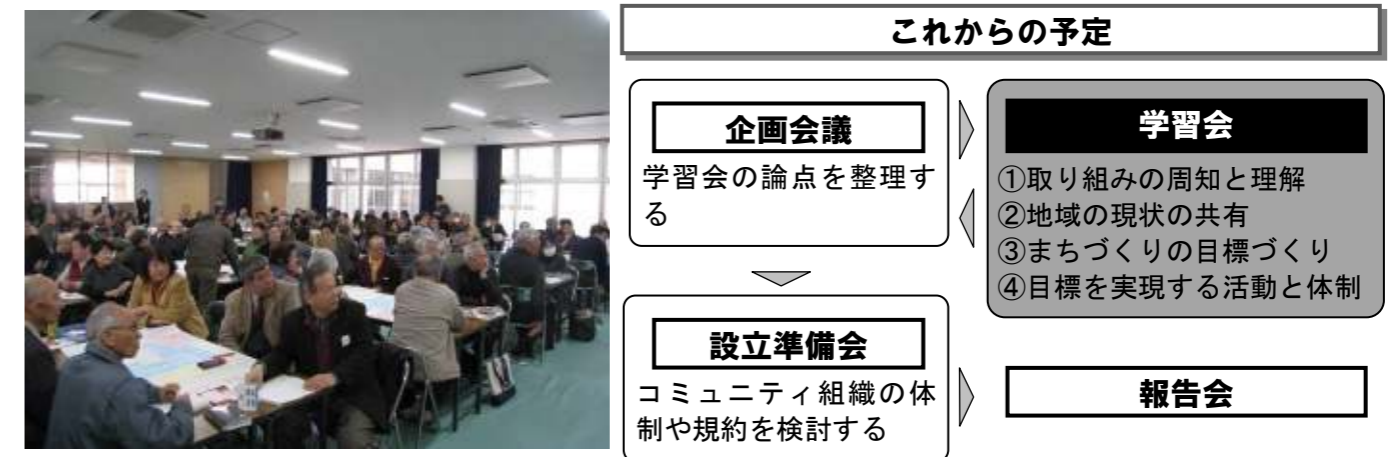 これからの予定
企画会議
学習会の論点を整理す
る
学習会
①取り組みの周知と理解
②地域の現状の共有
③まちづくりの目標づくり
④目標を実現する活動と体制
設立準備会
コミュニティ組織の体
制や規約を検討する
報告会